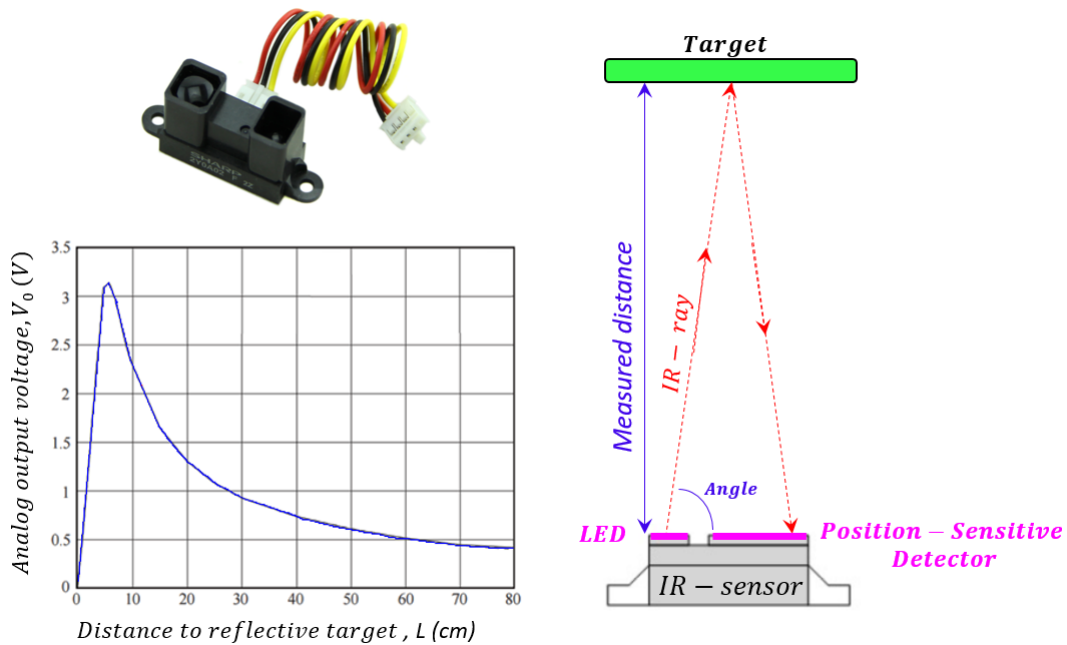 SHARP
3.5
3
2.5
2
1.5
1
0.5
0
Analog output voltage, V₀ (V)
0 10 20 30 40 50 60 70 80
Distance to reflective target , L (cm)
Target
Measured distance
IR − ray
Angle
LED
Position − Sensitive
Detector
IR − sensor